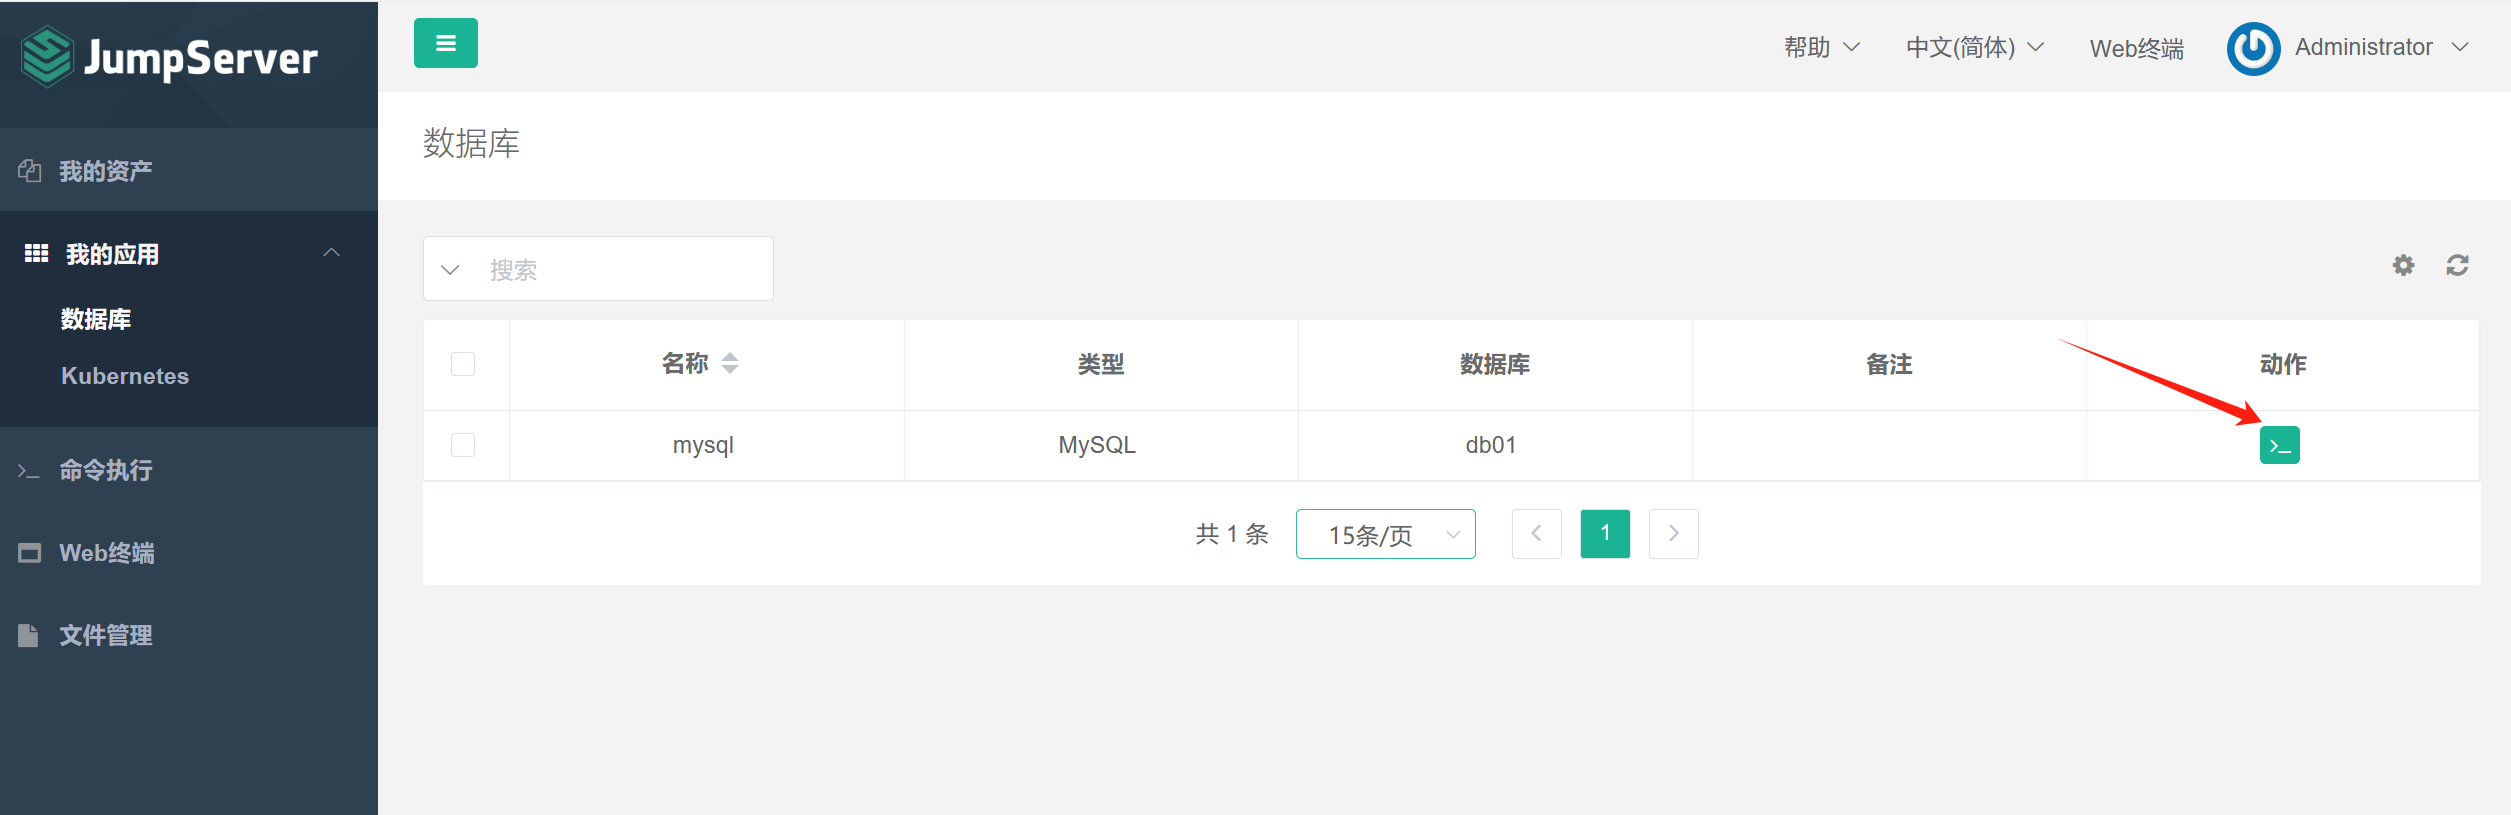 JumpServer
帮助
中文(简体)
Web终端
Administrator
我的资产
我的应用
数据库
Kubernetes
命令执行
Web终端
文件管理
数据库
搜索
名称 类型 数据库 备注 动作
mysql MySQL db01 >_
共 1 条 15条/页 1